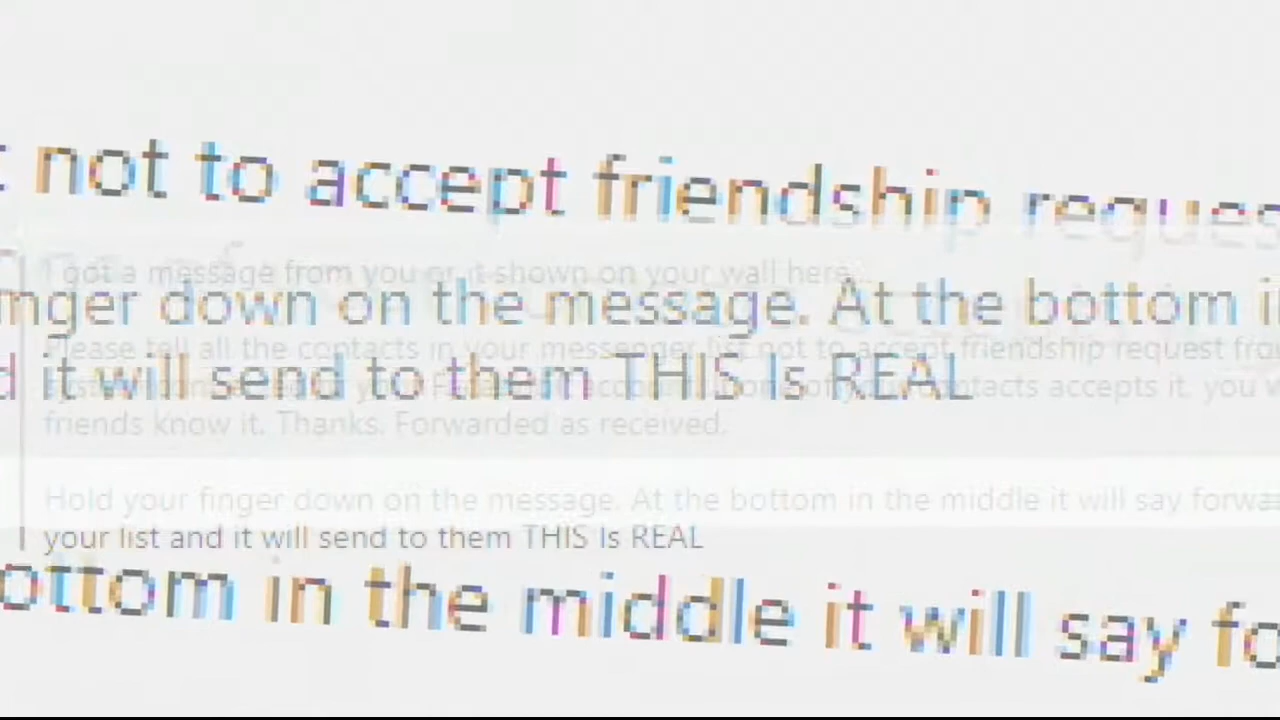 not to accept friendship
I got a message from you or it shown on your wall here...
nger down on the message. At the bottom
Please tell all the contacts in your messenger list not to accept friendship request
it will send to them THIS Is REAL
accepts it, you
friends know it. Thanks. Forwarded as received.
Hold your finger down on the message. At the bottom in the middle it will say
your list and it will send to them THIS Is REAL
ottom in the middle it will say